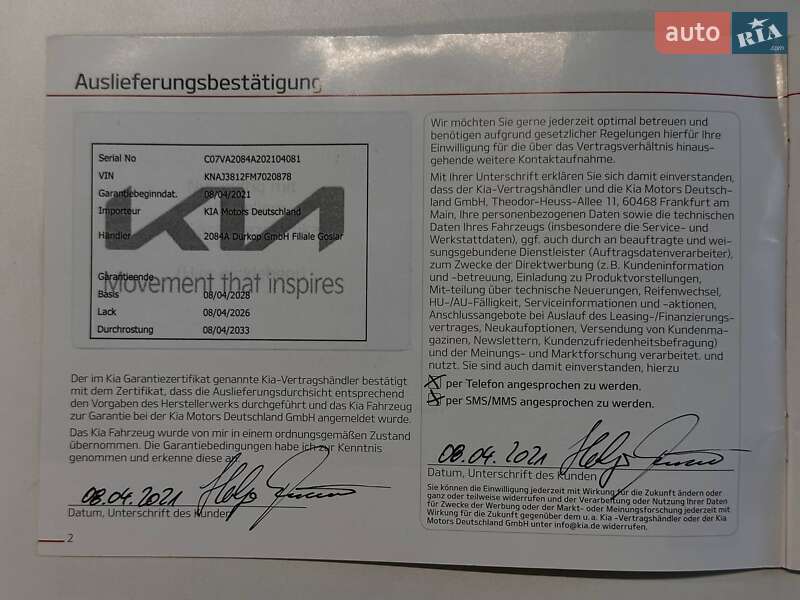 auto RIA .com
Auslieferungsbestätigung
Serial No C07VA2084A202104081
VIN KNAJ3812FM7020878
Garantiebeginndat. 08/04/2021
Importeur KIA Motors Deutschland
Händler 2084A Dürkop GmbH Filiale Goslar
Garantieende
Movement that inspires
Basis 08/04/2028
Lack 08/04/2026
Durchrostung 08/04/2033
Der im Kia Garantiezertifikat genannte Kia-Vertragshändler bestätigt
mit dem Zertifikat, dass die Auslieferungsdurchsicht entsprechend
den Vorgaben des Herstellerwerks durchgeführt und das Kia Fahrzeug
zur Garantie bei der Kia Motors Deutschland GmbH angemeldet wurde.
Das Kia Fahrzeug wurde von mir in einem ordnungsgemäßen Zustand
übernommen. Die Garantiebedingungen habe ich zur Kenntnis
genommen und erkenne diese an.
08.04.2021
Datum, Unterschrift des Kunden
2
Wir möchten Sie gerne jederzeit optimal betreuen und
benötigen aufgrund gesetzlicher Regelungen hierfür Ihre
Einwilligung für die über das Vertragsverhältnis hinaus-
gehende weitere Kontaktaufnahme.
Mit Ihrer Unterschrift erklären Sie sich damit einverstanden,
dass der Kia-Vertragshändler und die Kia Motors Deutsch-
land GmbH, Theodor-Heuss-Allee 11, 60468 Frankfurt am
Main, Ihre personenbezogenen Daten sowie die technischen
Daten Ihres Fahrzeugs (insbesondere die Service- und
Werkstattdaten), ggf. auch durch an beauftragte und wei-
sungsgebundene Dienstleister (Auftragsdatenverarbeiter),
zum Zwecke der Direktwerbung (z.B. Kundeninformation
und -betreuung, Einladung zu Produktvorstellungen,
Mit-teilung über technische Neuerungen, Reifenwechsel,
HU-/AU-Fälligkeit, Serviceinformationen und -aktionen,
Anschlussangebote bei Auslauf des Leasing-/Finanzierungs-
vertrages, Neukaufoptionen, Versendung von Kundenma-
gazinen, Newslettern, Kundenzufriedenheitsbefragung)
und der Meinungs- und Marktforschung verarbeitet. und
nutzt. Sie sind auch damit einverstanden, hierzu
per Telefon angesprochen zu werden.
per SMS/MMS angesprochen zu werden.
08.04.2021
Datum, Unterschrift des Kunden
Sie können die Einwilligung jederzeit mit Wirkung für die Zukunft ändern oder
ganz oder teilweise widerrufen und der Verarbeitung oder Nutzung Ihrer Daten
für Zwecke der Werbung oder der Markt- oder Meinungsforschung jederzeit mit
Wirkung für die Zukunft gegenüber dem u. a. Kia -Vertragshändler oder der Kia
Motors Deutschland GmbH unter info@kia.de widerrufen.